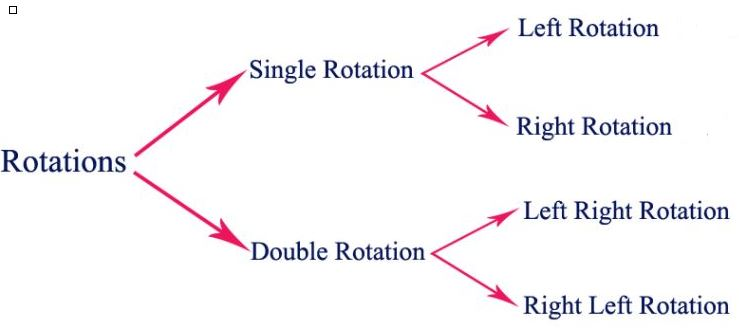 Rotations
Single Rotation
Left Rotation
Right Rotation
Double Rotation
Left Right Rotation
Right Left Rotation